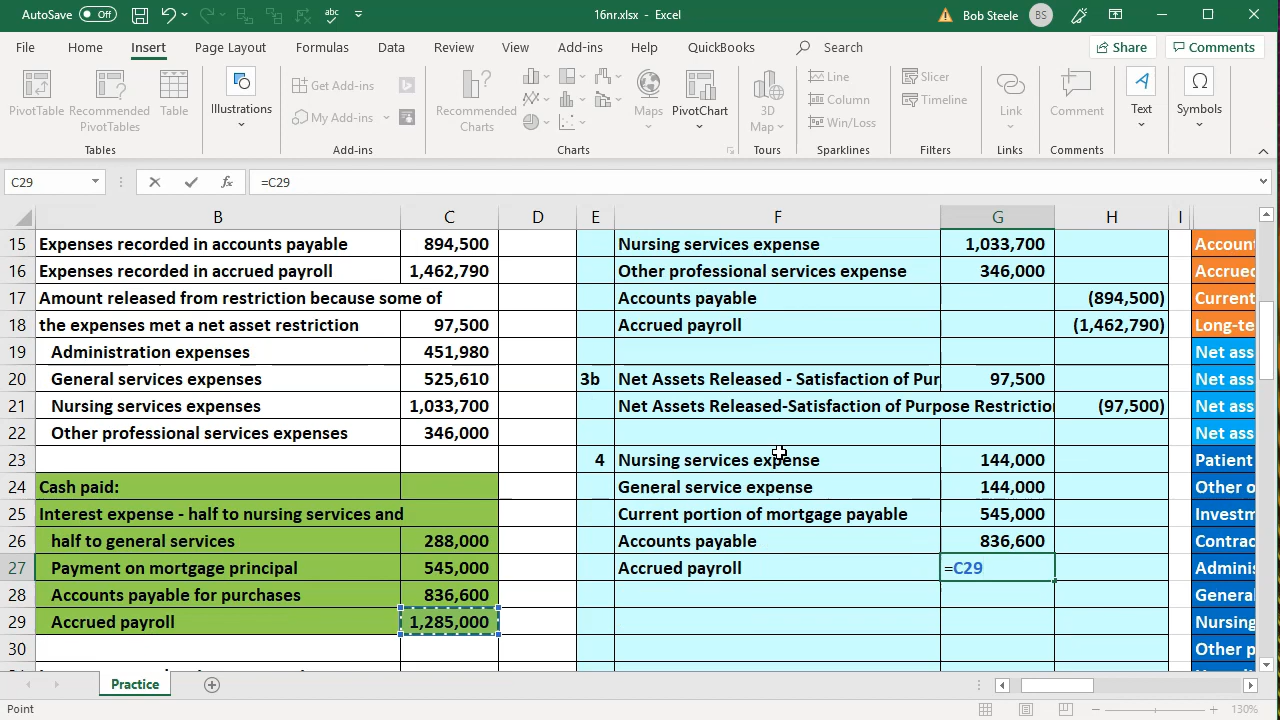 AutoSave Off abc 16nr.xlsx - Excel Bob Steele BS
File Home Insert Page Layout Formulas Data Review View Add-ins Help QuickBooks Search Share Comments
PivotTable Recommended PivotTables Table Illustrations Get Add-ins My Add-ins Recommended Charts Maps PivotChart 3D Map Line Column Win/Loss Slicer Timeline Link Comment Text Symbols
Tables Add-ins Charts Tours Sparklines Filters Links Comments
C29 fx =C29
B C D E F G H I
15 Expenses recorded in accounts payable 894,500 Nursing services expense 1,033,700 Accoun
16 Expenses recorded in accrued payroll 1,462,790 Other professional services expense 346,000 Accrued
17 Amount released from restriction because some of Accounts payable (894,500) Current
18 the expenses met a net asset restriction 97,500 Accrued payroll (1,462,790) Long-te
19 Administration expenses 451,980 Net ass
20 General services expenses 525,610 3b Net Assets Released - Satisfaction of Pur 97,500 Net ass
21 Nursing services expenses 1,033,700 Net Assets Released-Satisfaction of Purpose Restriction (97,500) Net ass
22 Other professional services expenses 346,000 Net ass
23 4 Nursing services expense 144,000 Patient
24 Cash paid: General service expense 144,000 Other o
25 Interest expense - half to nursing services and Current portion of mortgage payable 545,000 Investm
26 half to general services 288,000 Accounts payable 836,600 Contrac
27 Payment on mortgage principal 545,000 Accrued payroll =C29 Adminis
28 Accounts payable for purchases 836,600 General
29 Accrued payroll 1,285,000 Nursing
30 Other p
Practice
Point 130%